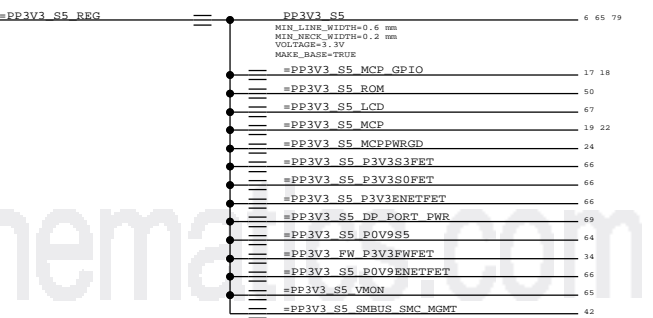 =PP3V3_S5_REG PP3V3_S5 6 65 79
MIN_LINE_WIDTH=0.6 mm
MIN_NECK_WIDTH=0.2 mm
VOLTAGE=3.3V
MAKE_BASE=TRUE
=PP3V3_S5_MCP_GPIO 17 18
=PP3V3_S5_ROM 50
=PP3V3_S5_LCD 67
=PP3V3_S5_MCP 19 22
=PP3V3_S5_MCPPWRGD 24
=PP3V3_S5_P3V3S3FET 66
=PP3V3_S5_P3V3S0FET 66
=PP3V3_S5_P3V3ENETFET 66
=PP3V3_S5_DP_PORT_PWR 69
=PP3V3_S5_P0V9S5 64
=PP3V3_FW_P3V3FWFET 34
=PP3V3_S5_P0V9ENETFET 66
=PP3V3_S5_VMON 65
=PP3V3_S5_SMBUS_SMC_MGMT 42
hematics.com